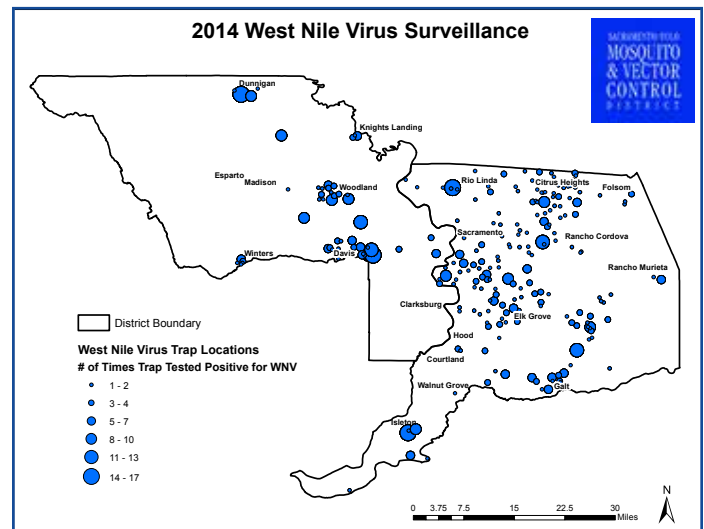 2014 West Nile Virus Surveillance
SACRAMENTO-YOLO
MOSQUITO
& VECTOR
CONTROL
DISTRICT
Dunnigan
Knights Landing
Esparto
Madison
Woodland
Rio Linda
Citrus Heights
Folsom
Sacramento
Rancho Cordova
Winters
Davis
Rancho Murieta
Clarksburg
Elk Grove
Hood
Courtland
Walnut Grove
Galt
Isleton
District Boundary
West Nile Virus Trap Locations
# of Times Trap Tested Positive for WNV
1 - 2
3 - 4
5 - 7
8 - 10
11 - 13
14 - 17
N
0 3.75 7.5 15 22.5 30
Miles